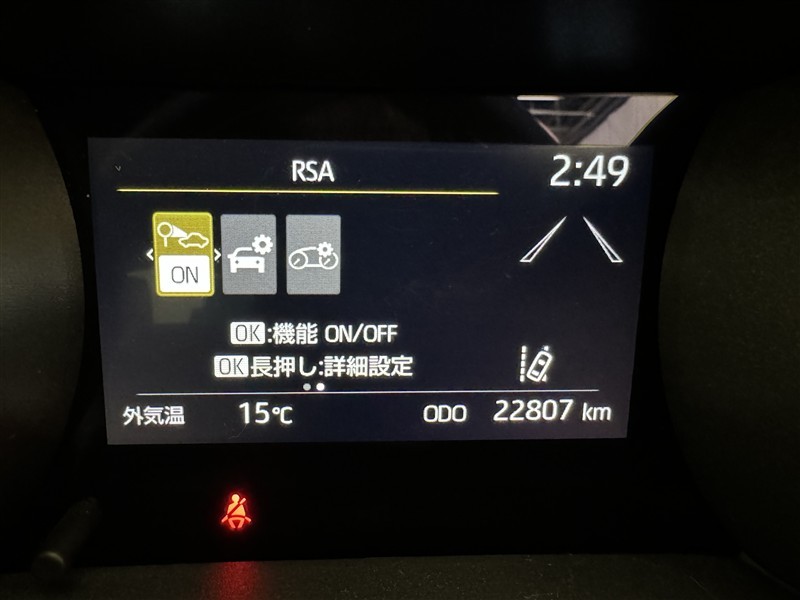 RSA 2:49
ON
OK:機能 ON/OFF
OK長押し:詳細設定
外気温 15℃ ODO 22807 km